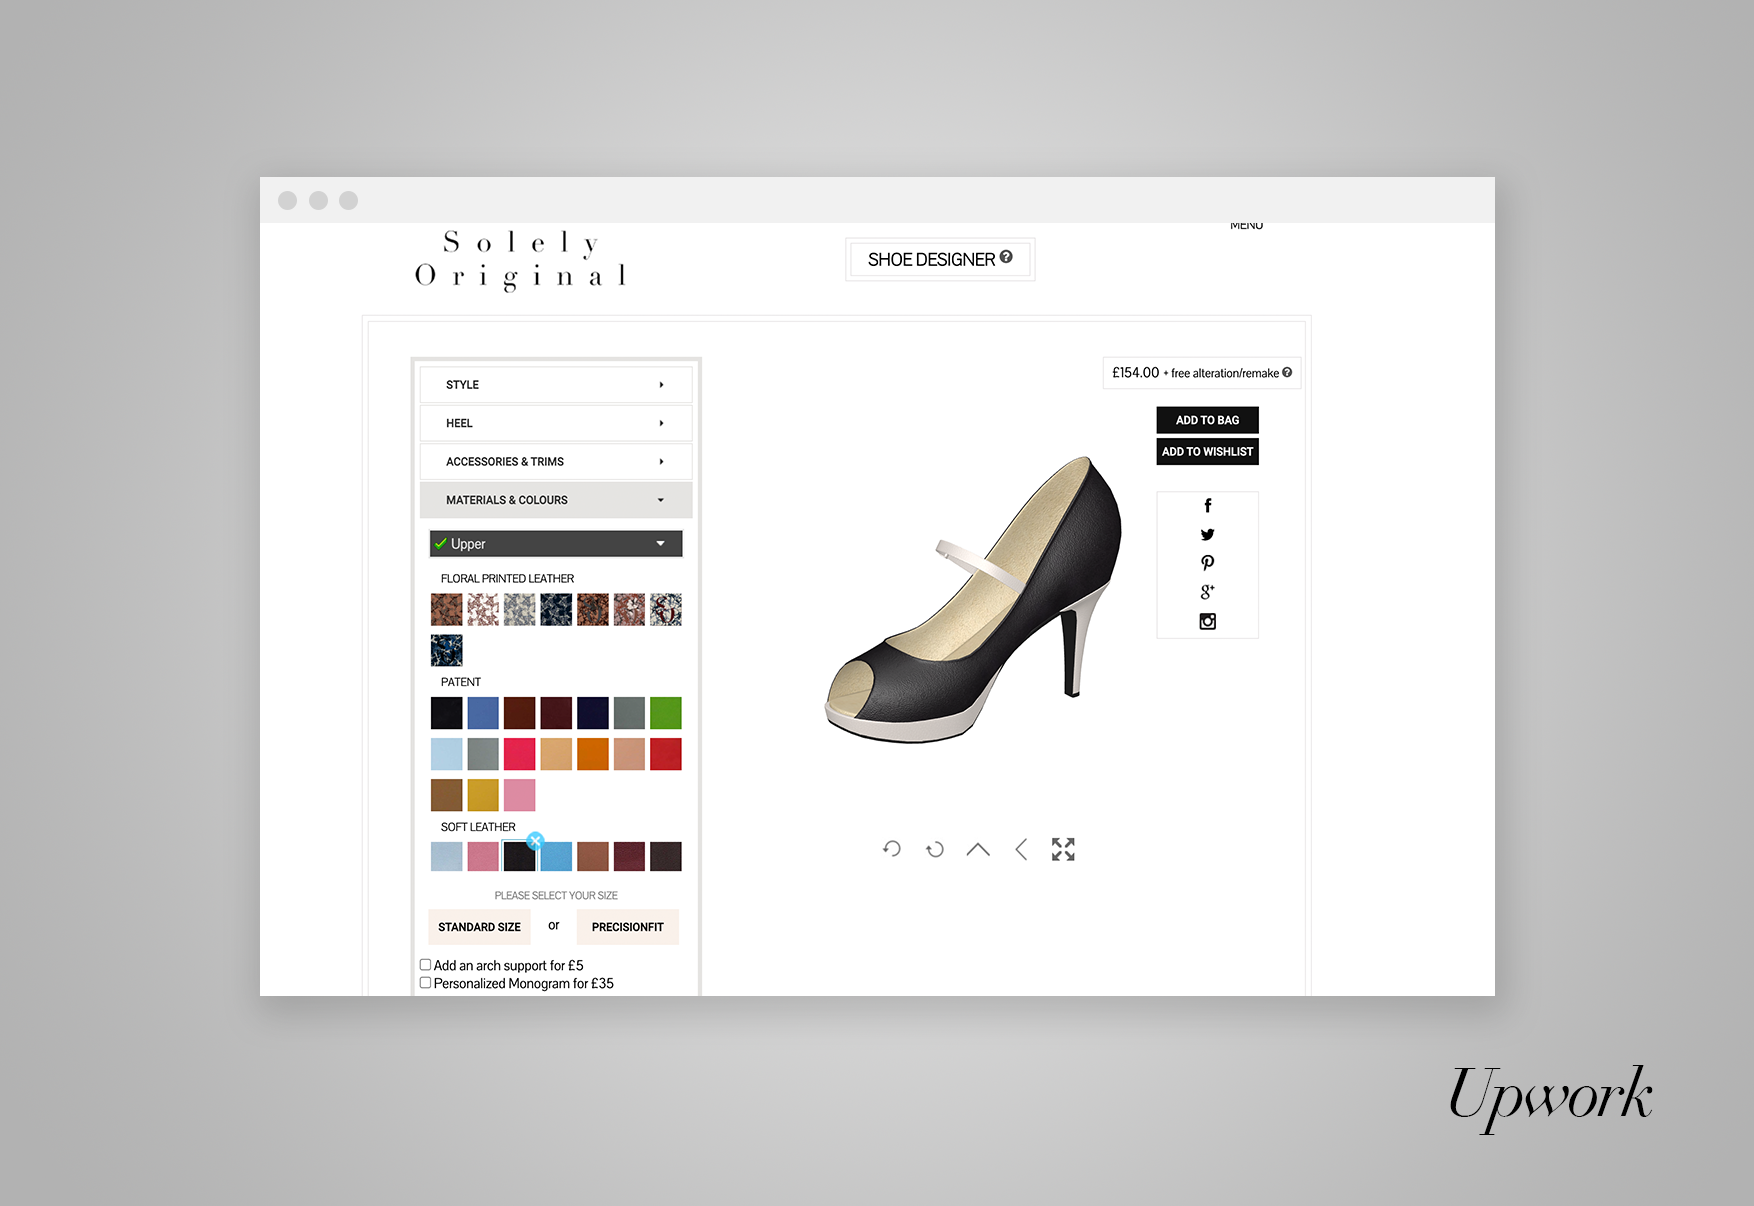 MENU
Solely
Original
SHOE DESIGNER ?
STYLE
HEEL
ACCESSORIES & TRIMS
MATERIALS & COLOURS
Upper
FLORAL PRINTED LEATHER
PATENT
SOFT LEATHER
PLEASE SELECT YOUR SIZE
STANDARD SIZE or PRECISIONFIT
Add an arch support for £5
Personalized Monogram for £35
£154.00 + free alteration/remake ?
ADD TO BAG
ADD TO WISHLIST
Upwork